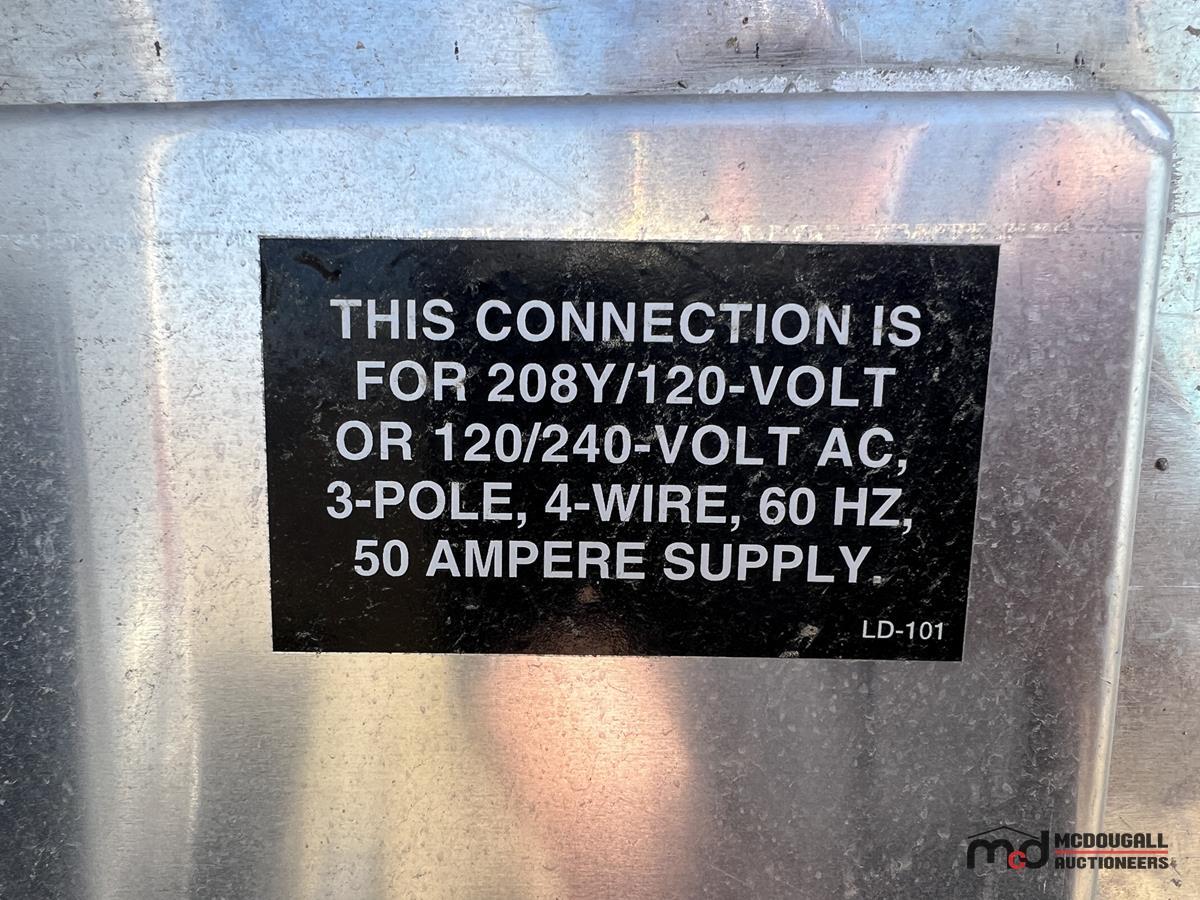 THIS CONNECTION IS
FOR 208Y/120-VOLT
OR 120/240-VOLT AC,
3-POLE, 4-WIRE, 60 HZ,
50 AMPERE SUPPLY.
LD-101
mcd MCDOUGALL
AUCTIONEERS